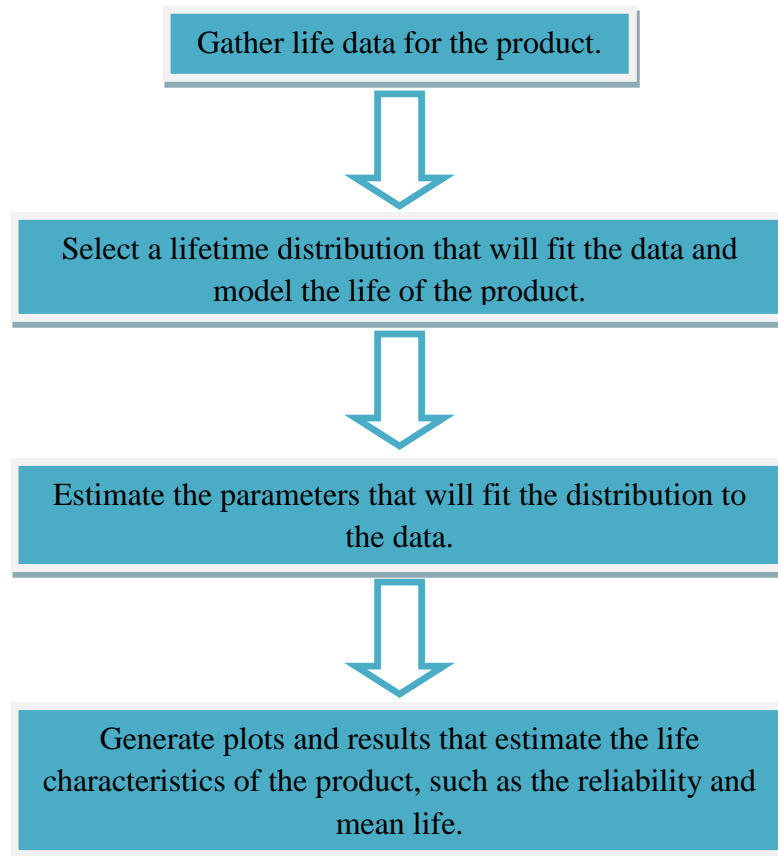 Gather life data for the product.
Select a lifetime distribution that will fit the data and
model the life of the product.
Estimate the parameters that will fit the distribution to
the data.
Generate plots and results that estimate the life
characteristics of the product, such as the reliability and
mean life.